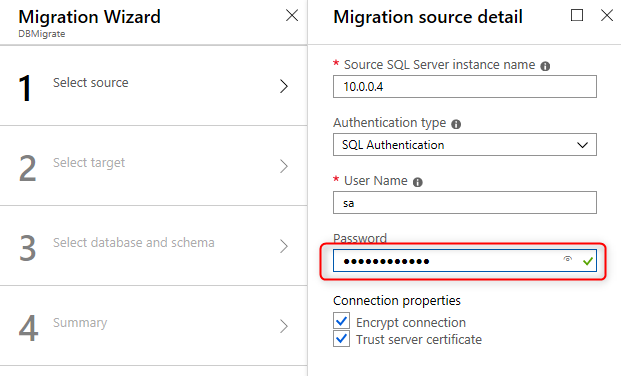 Migration Wizard
DBMigrate
1 Select source
2 Select target
3 Select database and schema
4 Summary
Migration source detail
* Source SQL Server instance name
10.0.0.4
Authentication type
SQL Authentication
* User Name
sa
Password
••••••••••••
Connection properties
Encrypt connection
Trust server certificate